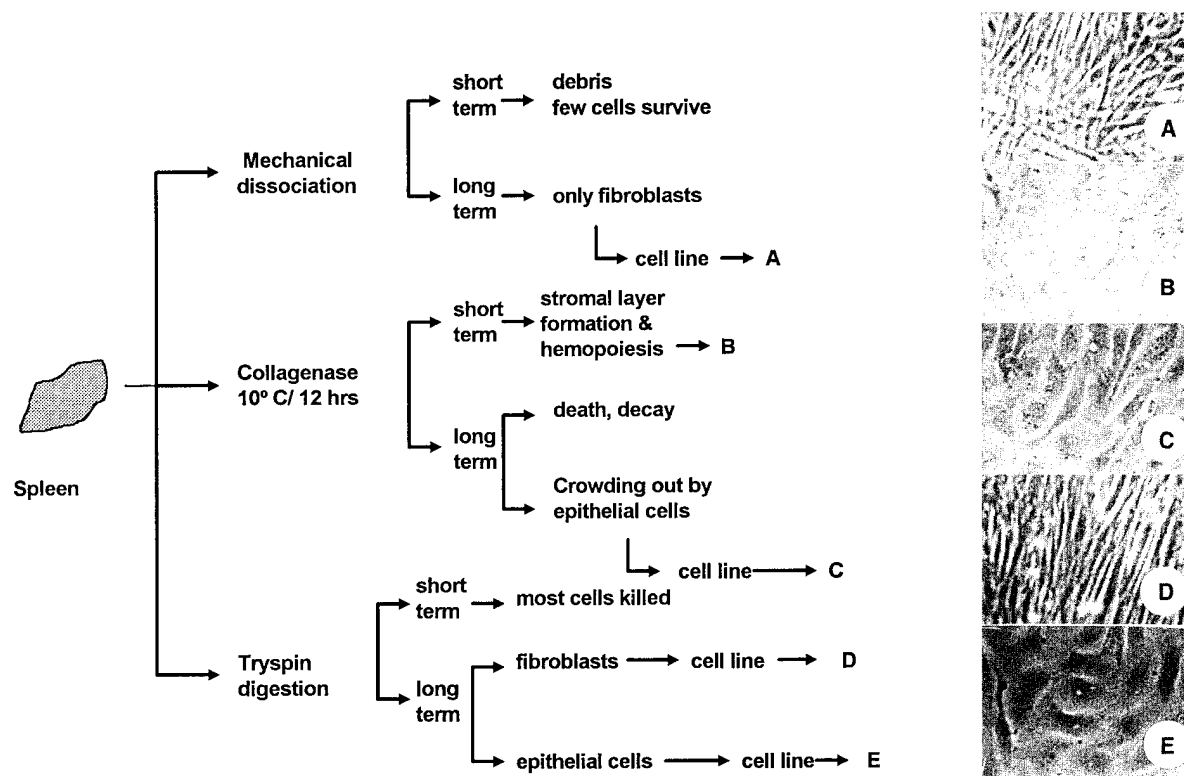 short
term
debris
few cells survive
Mechanical
dissociation
long
term
only fibroblasts
cell line
A
short
term
stromal layer
formation &
hemopoiesis
B
Collagenase
10º C/ 12 hrs
long
term
death, decay
Crowding out by
epithelial cells
cell line
C
Spleen
short
term
most cells killed
Tryspin
digestion
long
term
fibroblasts
cell line
D
epithelial cells
cell line
E
A
B
C
D
E